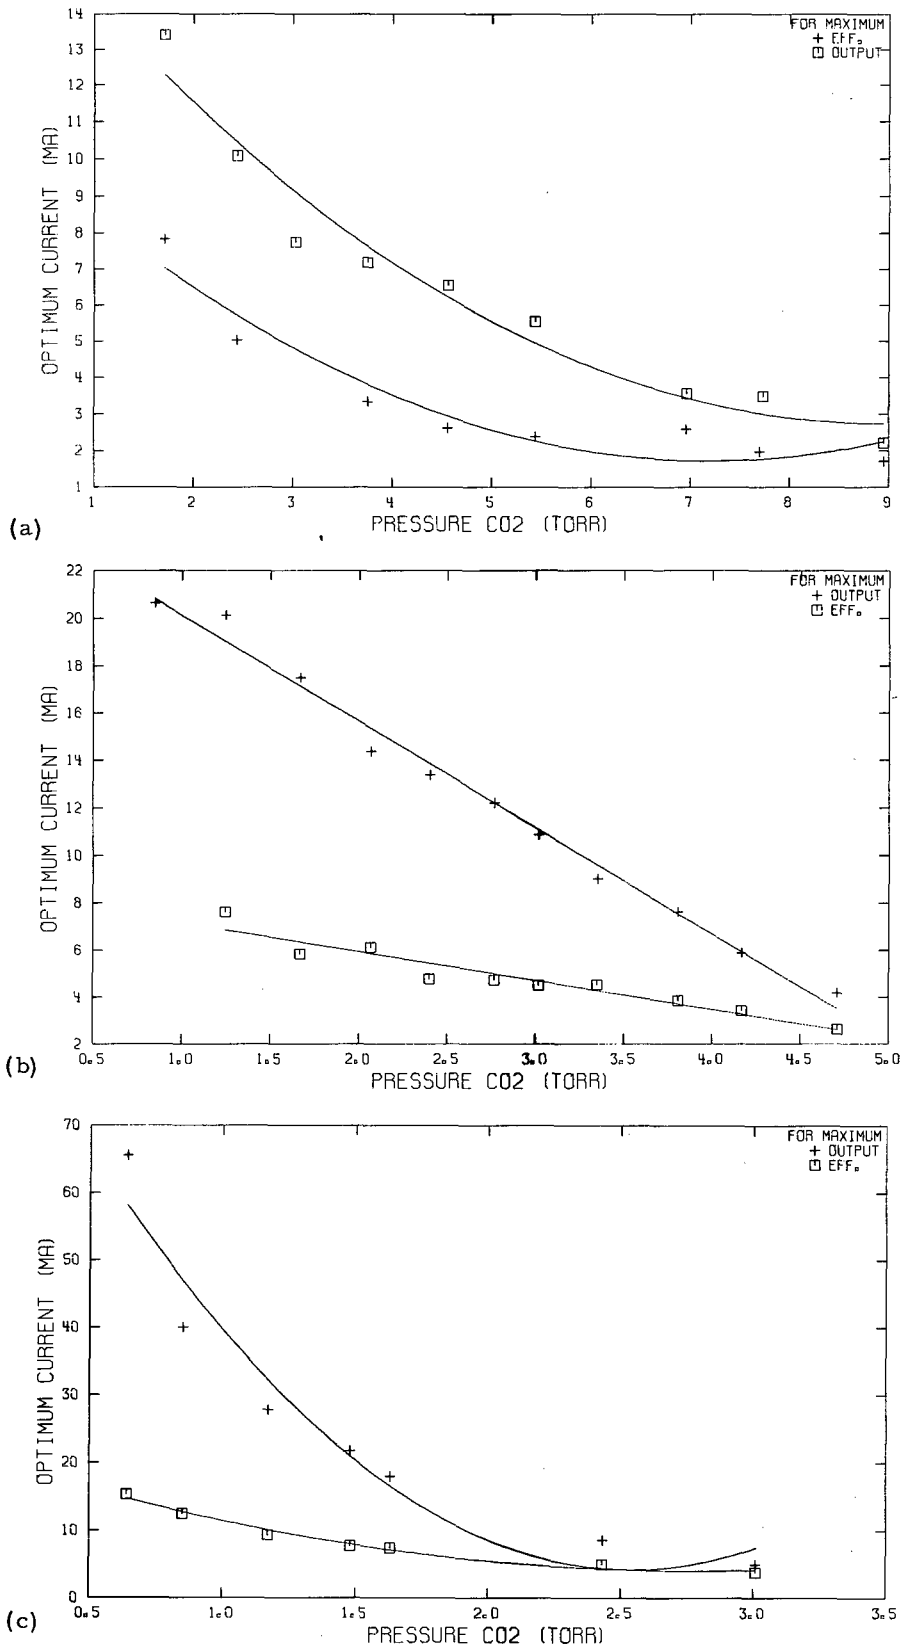 FOR MAXIMUM
+ EFF.
OUTPUT
OPTIMUM CURRENT (MA)
14
13
12
11
10
9
8
7
6
5
4
3
2
1
1 2 3 4 5 6 7 8 9
PRESSURE CO2 (TORR)
(a)
FOR MAXIMUM
+ OUTPUT
EFF.
OPTIMUM CURRENT (MA)
22
20
18
16
14
12
10
8
6
4
2
0.5 1.0 1.5 2.0 2.5 3.0 3.5 4.0 4.5 5.0
PRESSURE CO2 (TORR)
(b)
FOR MAXIMUM
+ OUTPUT
EFF.
OPTIMUM CURRENT (MA)
70
60
50
40
30
20
10
0
0.5 1.0 1.5 2.0 2.5 3.0 3.5
PRESSURE CO2 (TORR)
(c)